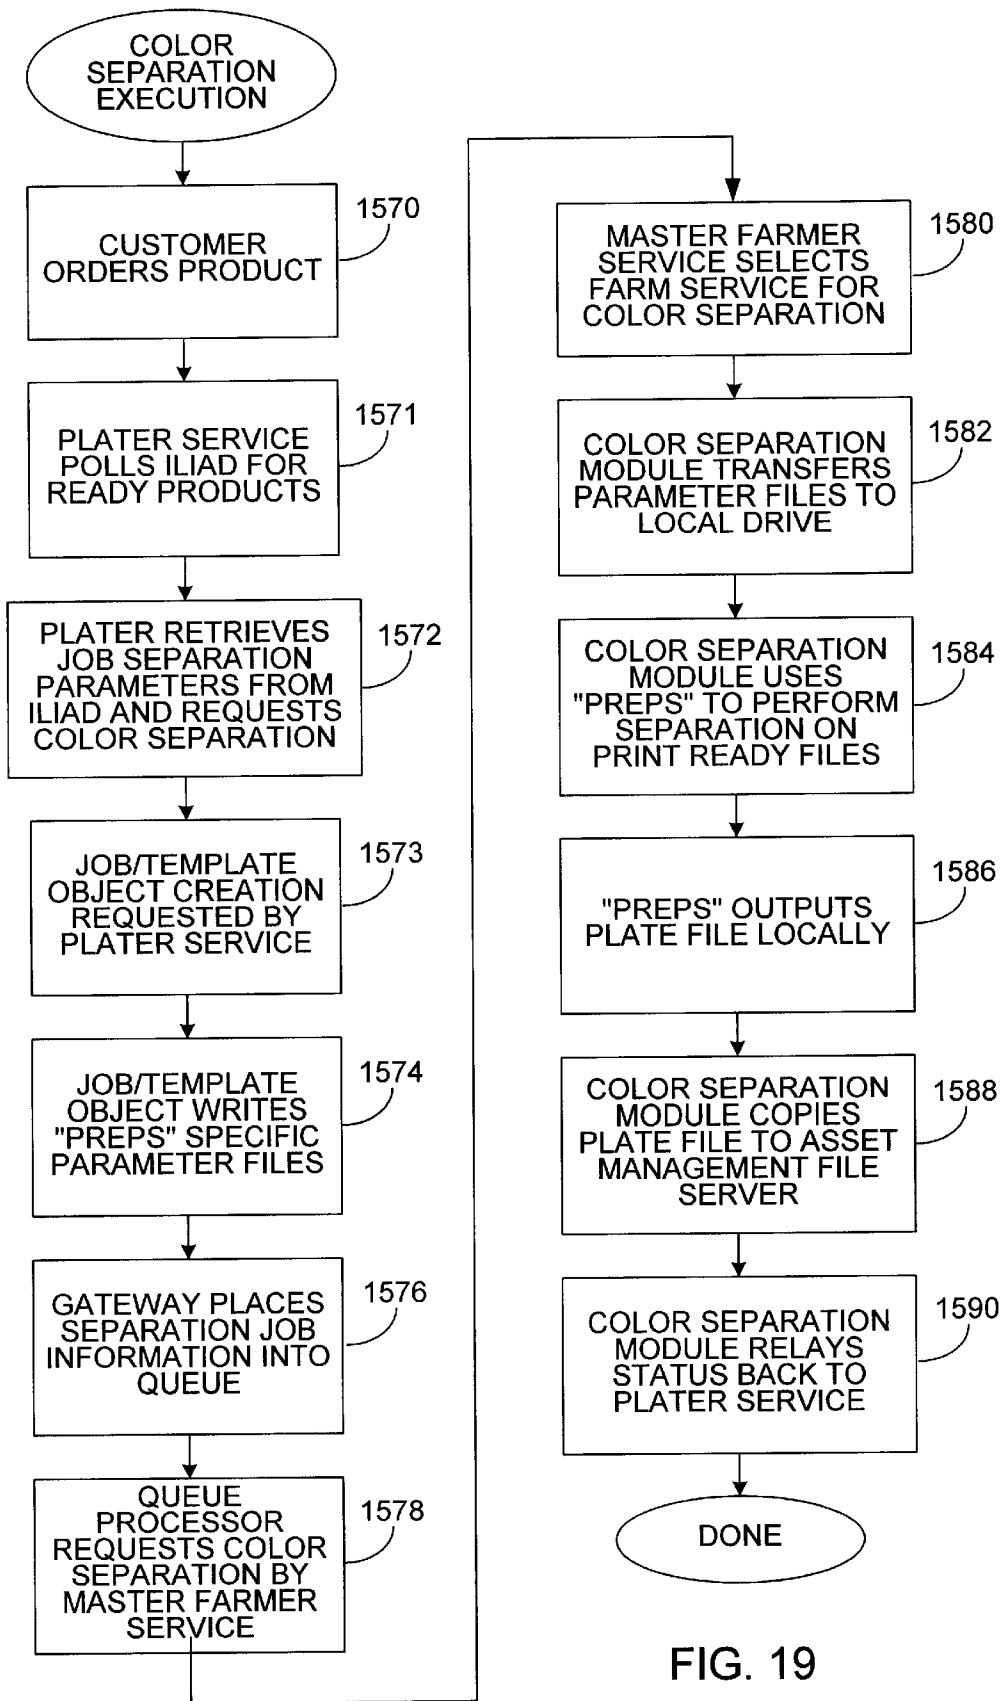 COLOR
SEPARATION
EXECUTION
1570
CUSTOMER
ORDERS PRODUCT
1571
PLATER SERVICE
POLLS ILIAD FOR
READY PRODUCTS
1572
PLATER RETRIEVES
JOB SEPARATION
PARAMETERS FROM
ILIAD AND REQUESTS
COLOR SEPARATION
1573
JOB/TEMPLATE
OBJECT CREATION
REQUESTED BY
PLATER SERVICE
1574
JOB/TEMPLATE
OBJECT WRITES
"PREPS" SPECIFIC
PARAMETER FILES
1576
GATEWAY PLACES
SEPARATION JOB
INFORMATION INTO
QUEUE
1578
QUEUE
PROCESSOR
REQUESTS COLOR
SEPARATION BY
MASTER FARMER
SERVICE
1580
MASTER FARMER
SERVICE SELECTS
FARM SERVICE FOR
COLOR SEPARATION
1582
COLOR SEPARATION
MODULE TRANSFERS
PARAMETER FILES TO
LOCAL DRIVE
1584
COLOR SEPARATION
MODULE USES
"PREPS" TO PERFORM
SEPARATION ON
PRINT READY FILES
1586
"PREPS" OUTPUTS
PLATE FILE LOCALLY
1588
COLOR SEPARATION
MODULE COPIES
PLATE FILE TO ASSET
MANAGEMENT FILE
SERVER
1590
COLOR SEPARATION
MODULE RELAYS
STATUS BACK TO
PLATER SERVICE
DONE
FIG. 19